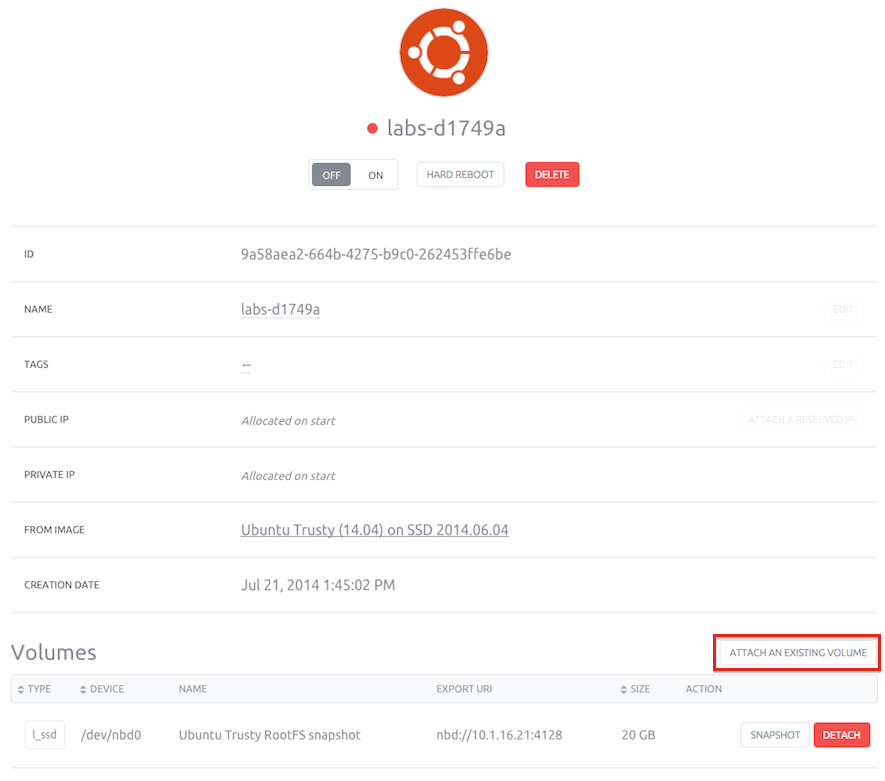 labs-d1749a
OFF ON HARD REBOOT DELETE
ID 9a58aea2-664b-4275-b9c0-262453ffe6be
NAME labs-d1749a EDIT
TAGS -- EDIT
PUBLIC IP Allocated on start ATTACH A RESERVED IP
PRIVATE IP Allocated on start
FROM IMAGE Ubuntu Trusty (14.04) on SSD 2014.06.04
CREATION DATE Jul 21, 2014 1:45:02 PM
Volumes ATTACH AN EXISTING VOLUME
TYPE DEVICE NAME EXPORT URI SIZE ACTION
l_ssd /dev/nbd0 Ubuntu Trusty RootFS snapshot nbd://10.1.16.21:4128 20 GB SNAPSHOT DETACH